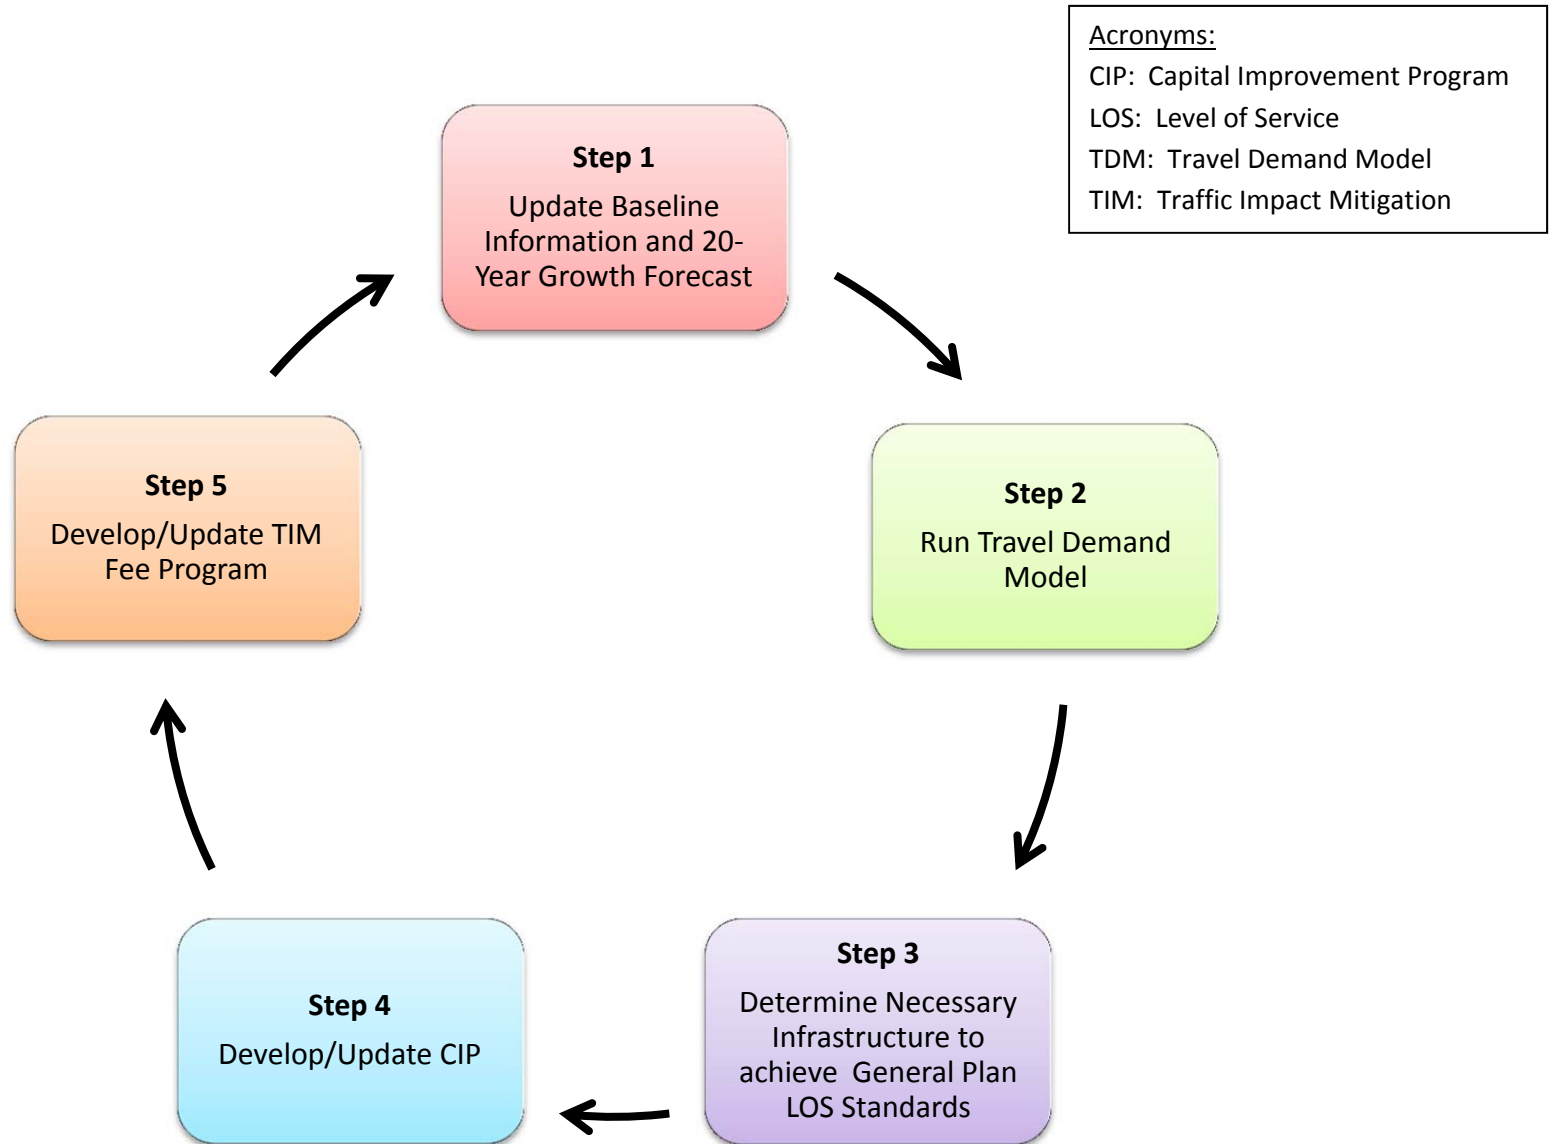 Acronyms:
CIP:  Capital Improvement Program
LOS:  Level of Service
TDM:  Travel Demand Model
TIM:  Traffic Impact Mitigation
Step 1
Update Baseline
Information and 20-
Year Growth Forecast
Step 2
Run Travel Demand
Model
Step 3
Determine Necessary
Infrastructure to
achieve  General Plan
LOS Standards
Step 4
Develop/Update CIP
Step 5
Develop/Update TIM
Fee Program